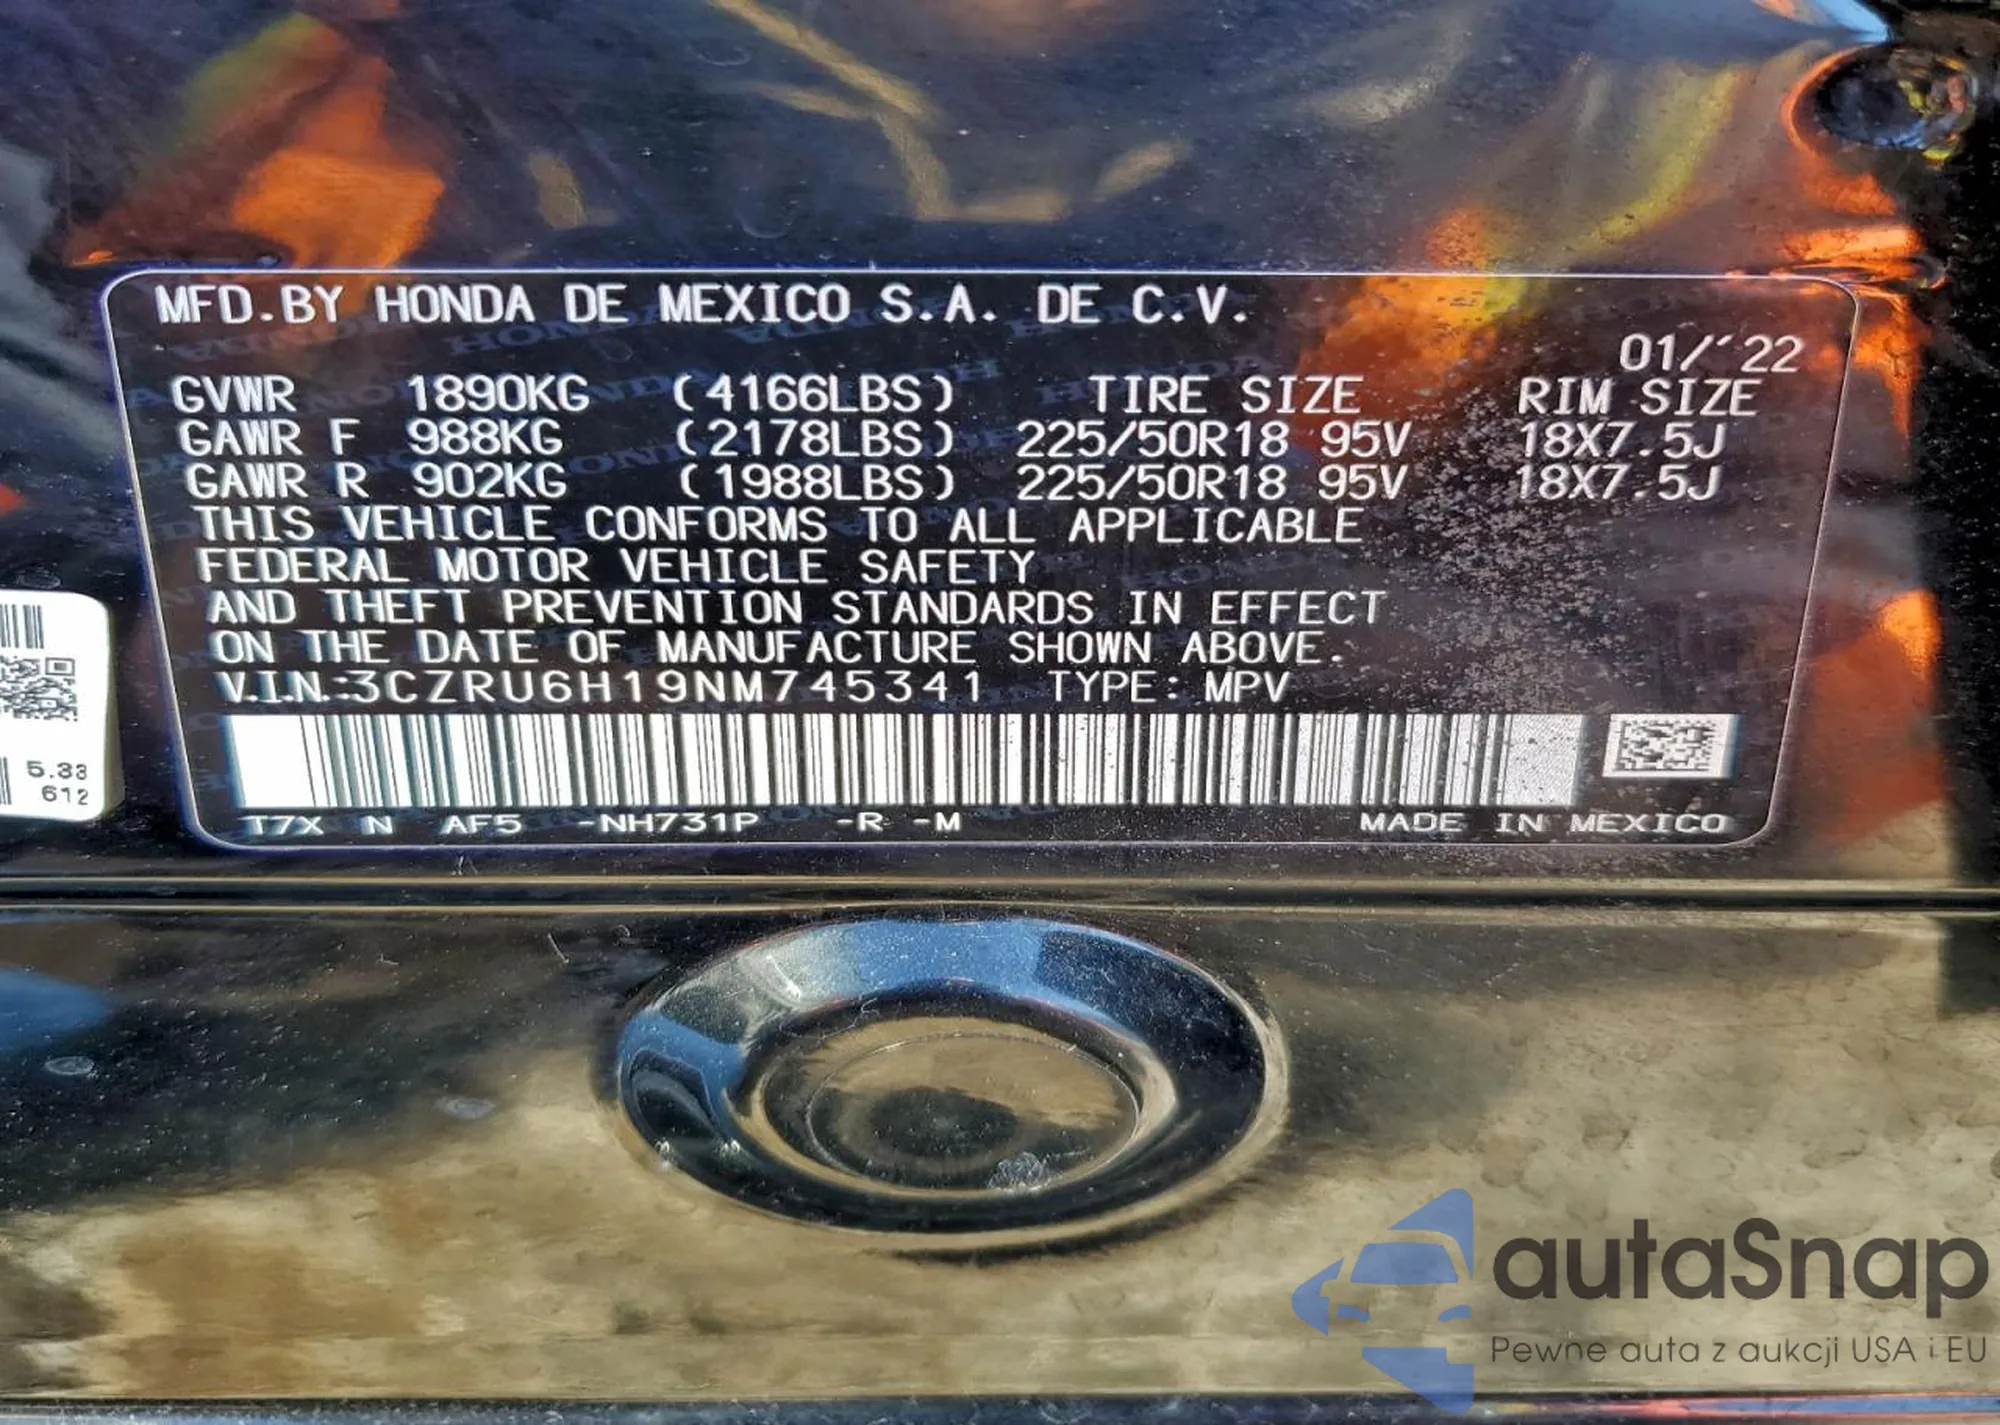 MFD.BY HONDA DE MEXICO S.A. DE C.V.
01/'22
GVWR 1890KG (4166LBS) TIRE SIZE RIM SIZE
GAWR F 988KG (2178LBS) 225/50R18 95V 18X7.5J
GAWR R 902KG (1988LBS) 225/50R18 95V 18X7.5J
THIS VEHICLE CONFORMS TO ALL APPLICABLE
FEDERAL MOTOR VEHICLE SAFETY
AND THEFT PREVENTION STANDARDS IN EFFECT
ON THE DATE OF MANUFACTURE SHOWN ABOVE.
V.I.N.:3CZRU6H19NM745341 TYPE: MPV
T7X N AF5 -NH731P -R -M MADE IN MEXICO
5.33
612
autaSnap
Pewne auta z aukcji USA i EU